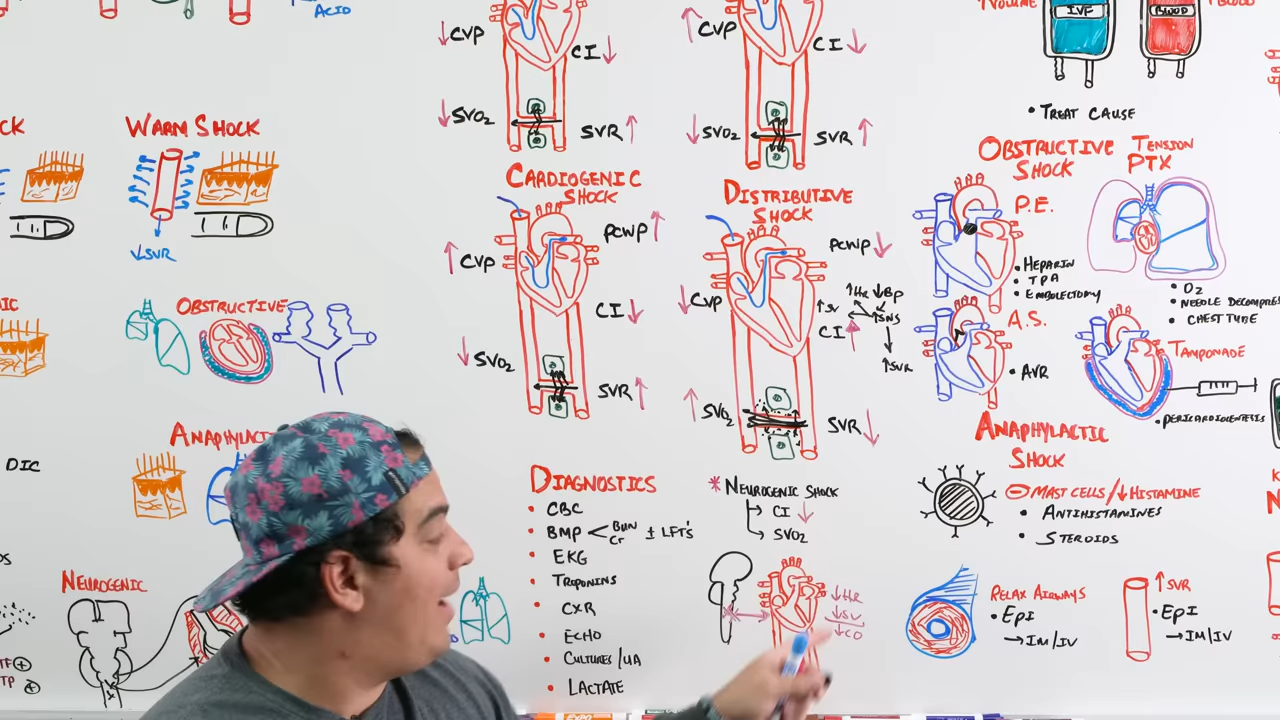 ACID
↓CVP
CI↓
↓SVO₂
SVR↑
↑CVP
CI↓
↓SVO₂
SVR↑
↑VOLUME
IVF
BLOOD
• TREAT CAUSE
WARM SHOCK
↓SVR
OBSTRUCTIVE
DIC
NEUROGENIC
CARDIOGENIC
SHOCK
PCWP↑
↑CVP
CI↓
↓SVO₂
SVR↑
DISTRIBUTIVE
SHOCK
PCWP↓
↓CVP
↑HR ↓BP
↑SV
↑SNS
CI↑
↑SVR
↑SVO₂
SVR↓
DIAGNOSTICS
• CBC
• BMP < BUN Cr ± LFT'S
• EKG
• TROPONINS
• CXR
• ECHO
• CULTURES/UA
• LACTATE
* NEUROGENIC SHOCK
→ CI↓
→ SVO₂
↓HR
↓SV
↓CO
OBSTRUCTIVE
SHOCK
TENSION
PTX
P.E.
• HEPARIN
• TPA
• EMBOLECTOMY
• O₂
• NEEDLE DECOMPRES
• CHEST TUBE
A.S.
• AVR
TAMPONADE
• PERICARDIOCENTESIS
ANAPHYLACTIC
SHOCK
⊖ MAST CELLS/↓HISTAMINE
• ANTIHISTAMINES
• STEROIDS
RELAX AIRWAYS
• EPI
→ IM/IV
↑SVR
• EPI
→ IM/IV